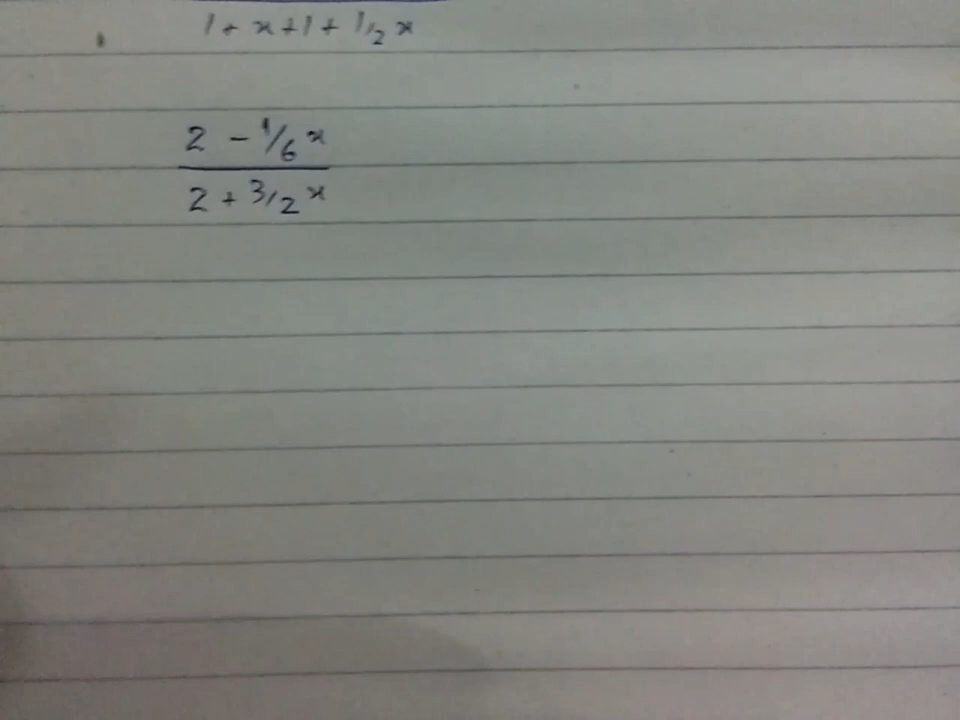 1 + x + 1 + 1/2 x
2 - 1/6 x
2 + 3/2 x